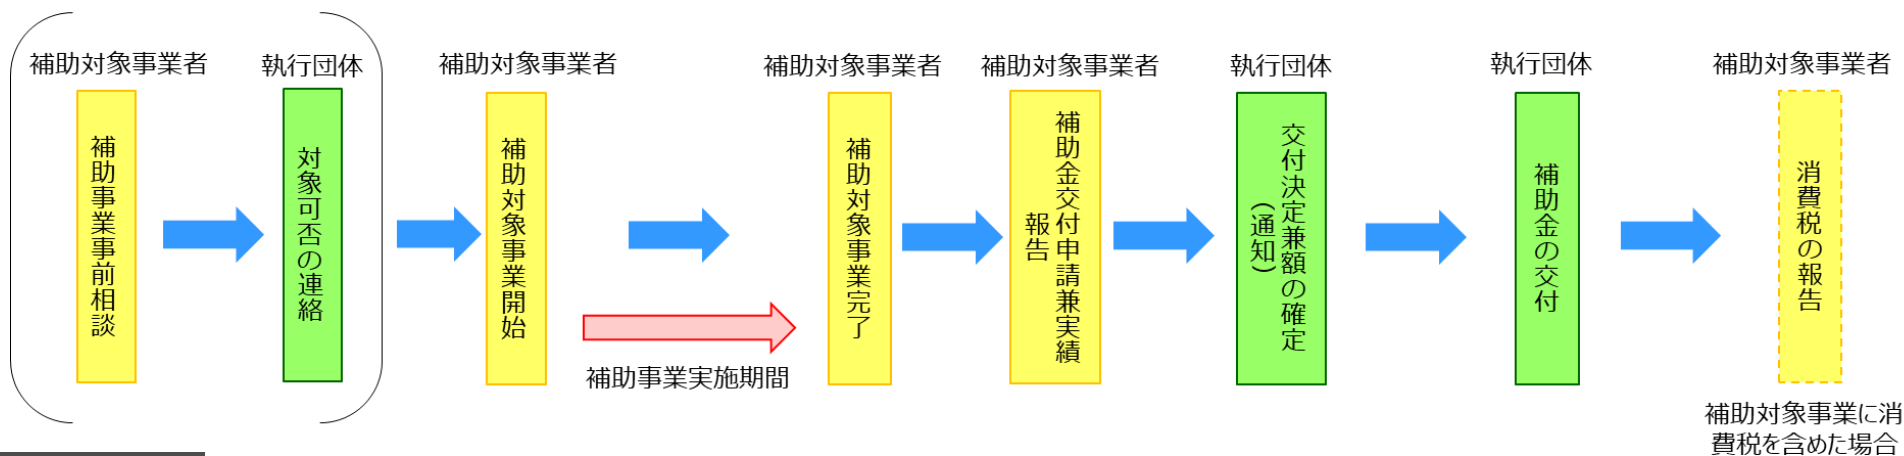 補助対象事業者
補助事業事前相談
執行団体
対象可否の連絡
補助対象事業者
補助対象事業開始
補助事業実施期間
補助対象事業者
補助対象事業完了
補助対象事業者
補助金交付申請兼実績
報告
執行団体
交付決定兼額の確定
（通知）
執行団体
補助金の交付
補助対象事業者
消費税の報告
補助対象事業に消
費税を含めた場合